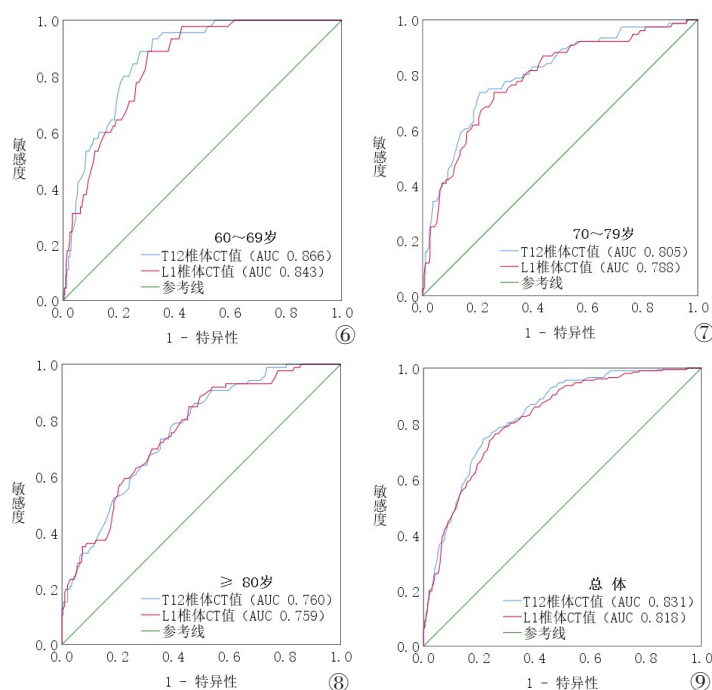 1.0
0.8
0.6
0.4
0.2
0.0
敏感度
60～69岁
T12椎体CT值（AUC 0.866）
L1椎体CT值（AUC 0.843）
参考线
0.0 0.2 0.4 0.6 0.8 1.0
1 - 特异性
⑥
1.0
0.8
0.6
0.4
0.2
0.0
敏感度
70～79岁
T12椎体CT值（AUC 0.805）
L1椎体CT值（AUC 0.788）
参考线
0.0 0.2 0.4 0.6 0.8 1.0
1 - 特异性
⑦
1.0
0.8
0.6
0.4
0.2
0.0
敏感度
≥ 80岁
T12椎体CT值（AUC 0.760）
L1椎体CT值（AUC 0.759）
参考线
0.0 0.2 0.4 0.6 0.8 1.0
1 - 特异性
⑧
1.0
0.8
0.6
0.4
0.2
0.0
敏感度
总 体
T12椎体CT值（AUC 0.831）
L1椎体CT值（AUC 0.818）
参考线
0.0 0.2 0.4 0.6 0.8 1.0
1 - 特异性
⑨